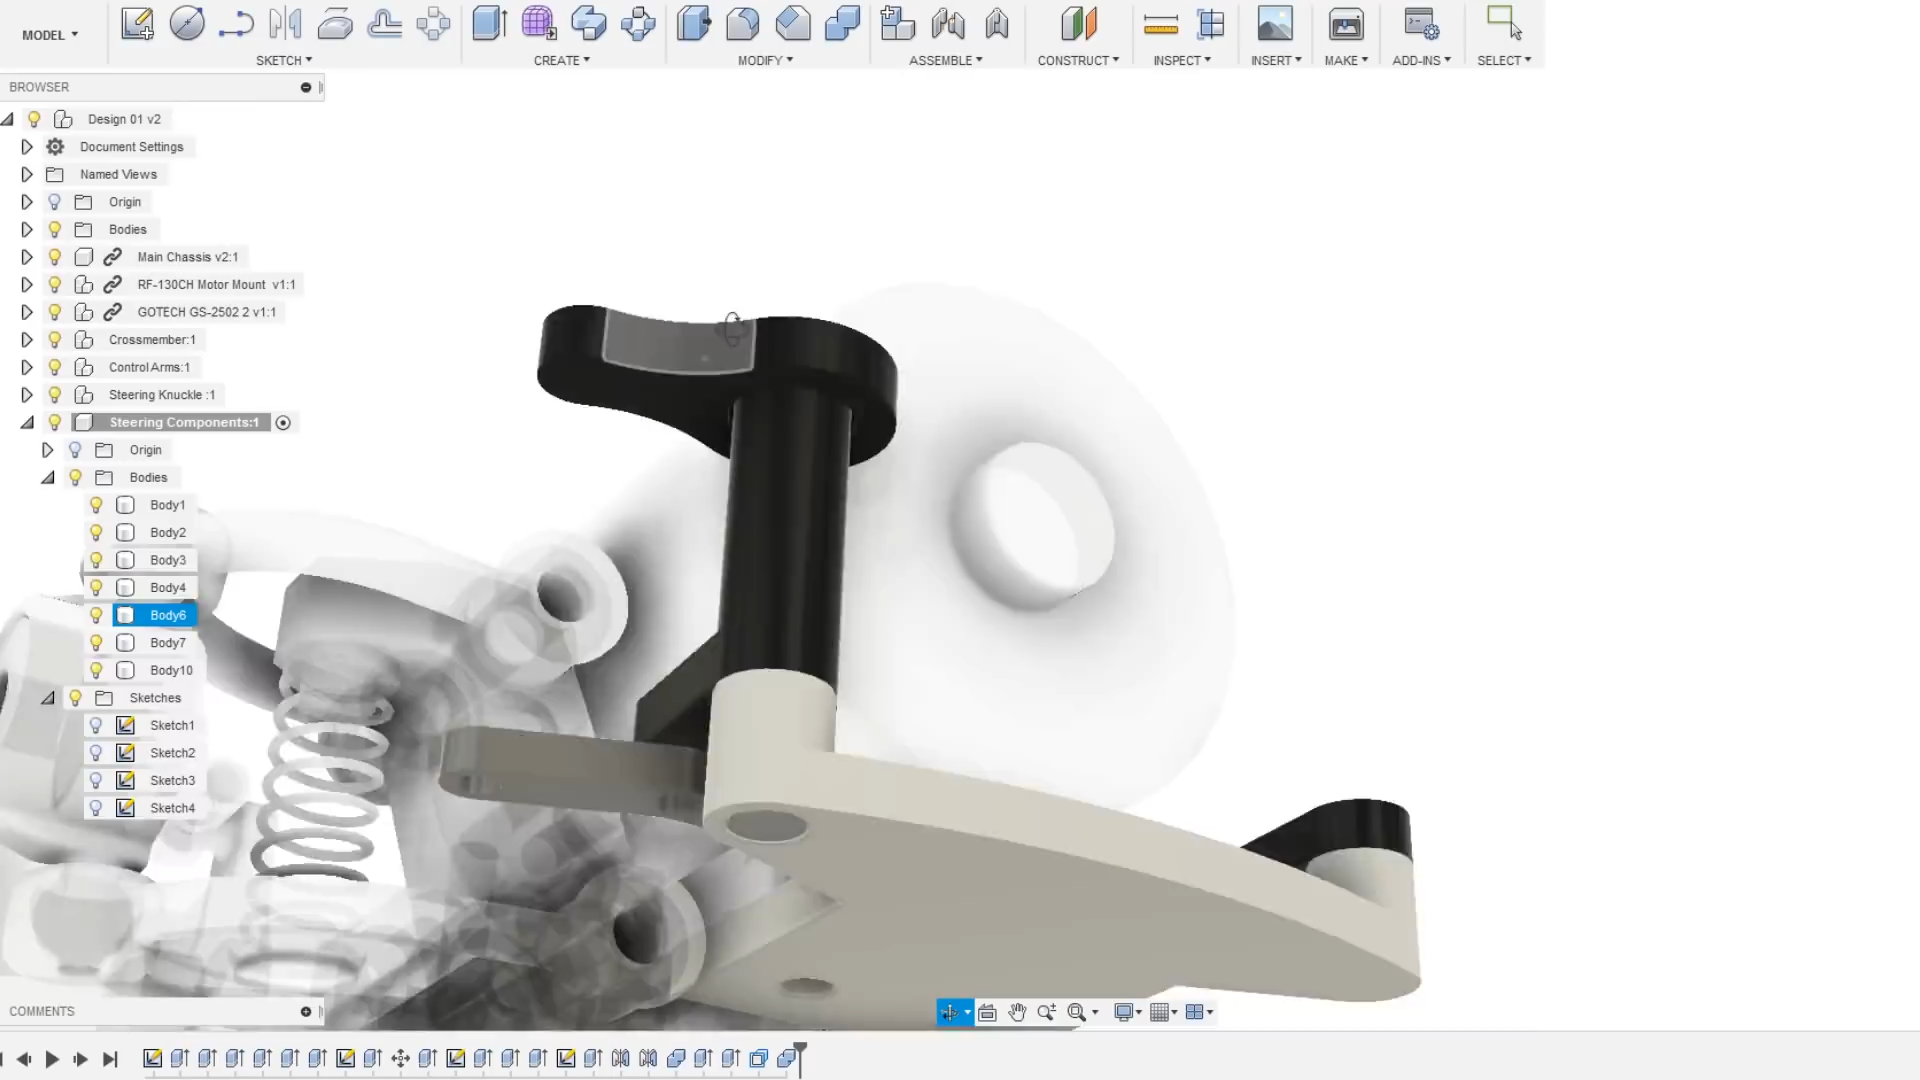 MODEL
SKETCH
CREATE
MODIFY
ASSEMBLE
CONSTRUCT
INSPECT
INSERT
MAKE
ADD-INS
SELECT
BROWSER
Design 01 v2
Document Settings
Named Views
Origin
Bodies
Main Chassis v2:1
RF-130CH Motor Mount v1:1
GOTECH GS-2502 2 v1:1
Crossmember:1
Control Arms:1
Steering Knuckle :1
Steering Components:1
Origin
Bodies
Body1
Body2
Body3
Body4
Body6
Body7
Body10
Sketches
Sketch1
Sketch2
Sketch3
Sketch4
COMMENTS